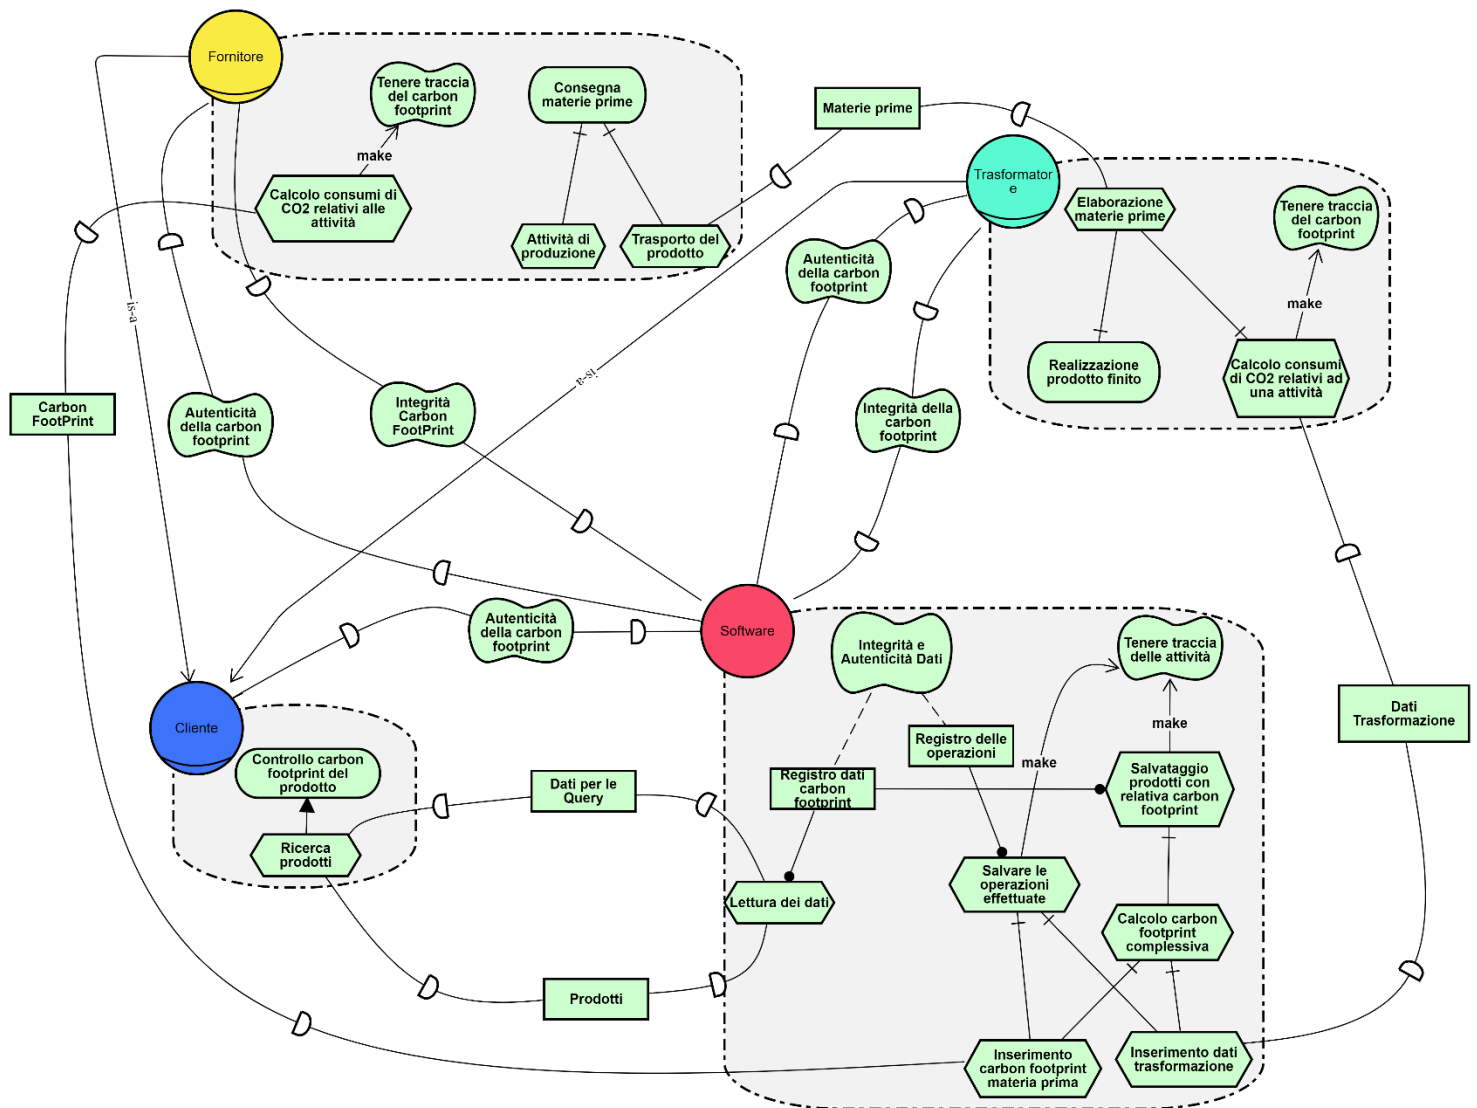 Fornitore
Tenere traccia
del carbon
footprint
Consegna
materie prime
make
Calcolo consumi di
CO2 relativi alle
attività
Attività di
produzione
Trasporto del
prodotto
Materie prime
Trasformator
e
Elaborazione
materie prime
Tenere traccia
del carbon
footprint
make
Realizzazione
prodotto finito
Calcolo consumi
di CO2 relativi ad
una attività
Autenticità
della carbon
footprint
is-a
is-a
Carbon
FootPrint
Autenticità
della carbon
footprint
Integrità
Carbon
FootPrint
Integrità della
carbon
footprint
Autenticità
della carbon
footprint
Software
Cliente
Controllo carbon
footprint del
prodotto
Ricerca
prodotti
Dati per le
Query
Prodotti
Integrità e
Autenticità Dati
Tenere traccia
delle attività
Registro delle
operazioni
make
make
Registro dati
carbon
footprint
Salvataggio
prodotti con
relativa carbon
footprint
Lettura dei dati
Salvare le
operazioni
effettuate
Calcolo carbon
footprint
complessiva
Inserimento
carbon footprint
materia prima
Inserimento dati
trasformazione
Dati
Trasformazione